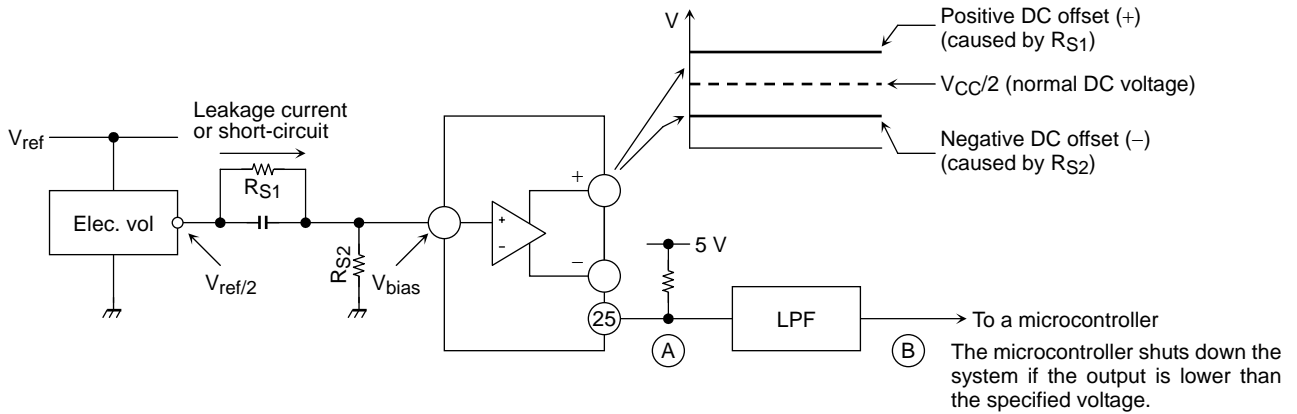 V
Positive DC offset (+)
(caused by RS1)
VCC/2 (normal DC voltage)
Negative DC offset (−)
(caused by RS2)
Leakage current
or short-circuit
Vref
RS1
Elec. vol
Vref/2
RS2
Vbias
+
−
+
−
5 V
25
LPF
A
B
To a microcontroller
The microcontroller shuts down the
system if the output is lower than
the specified voltage.